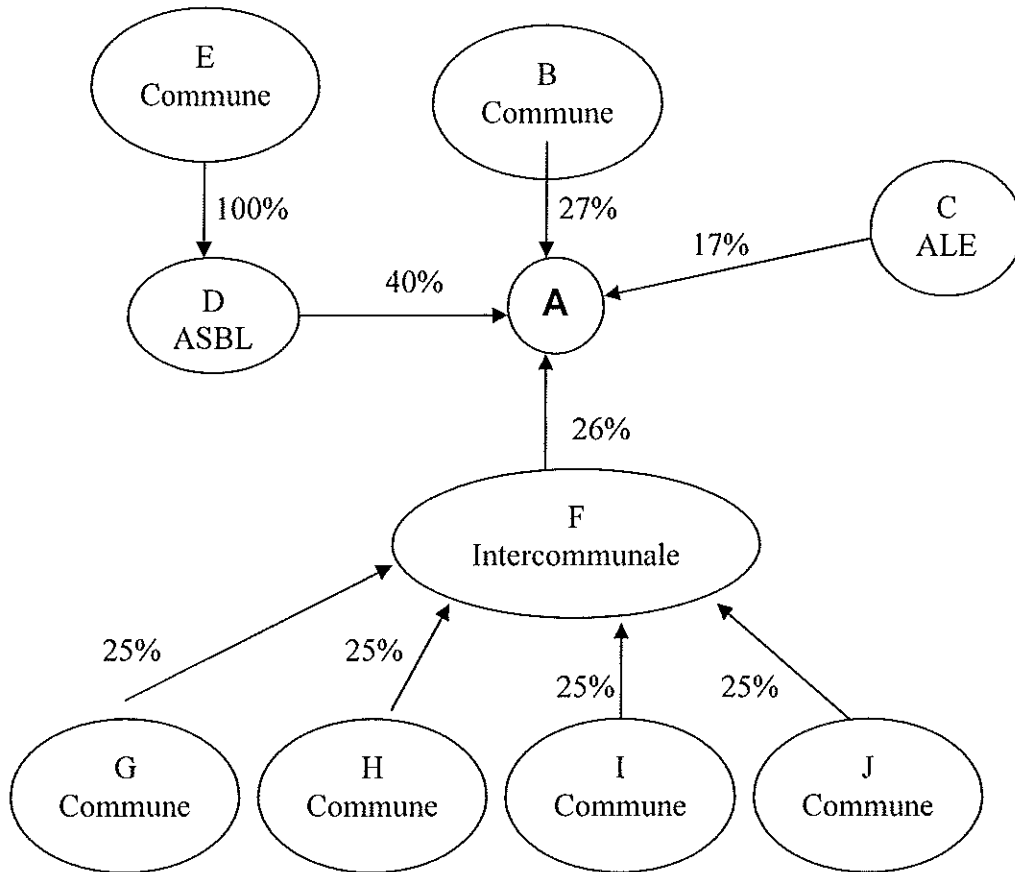 E
Commune
B
Commune
100%
27%
C
ALE
17%
D
ASBL
40%
A
26%
F
Intercommunale
25%
25%
25%
25%
G
Commune
H
Commune
I
Commune
J
Commune